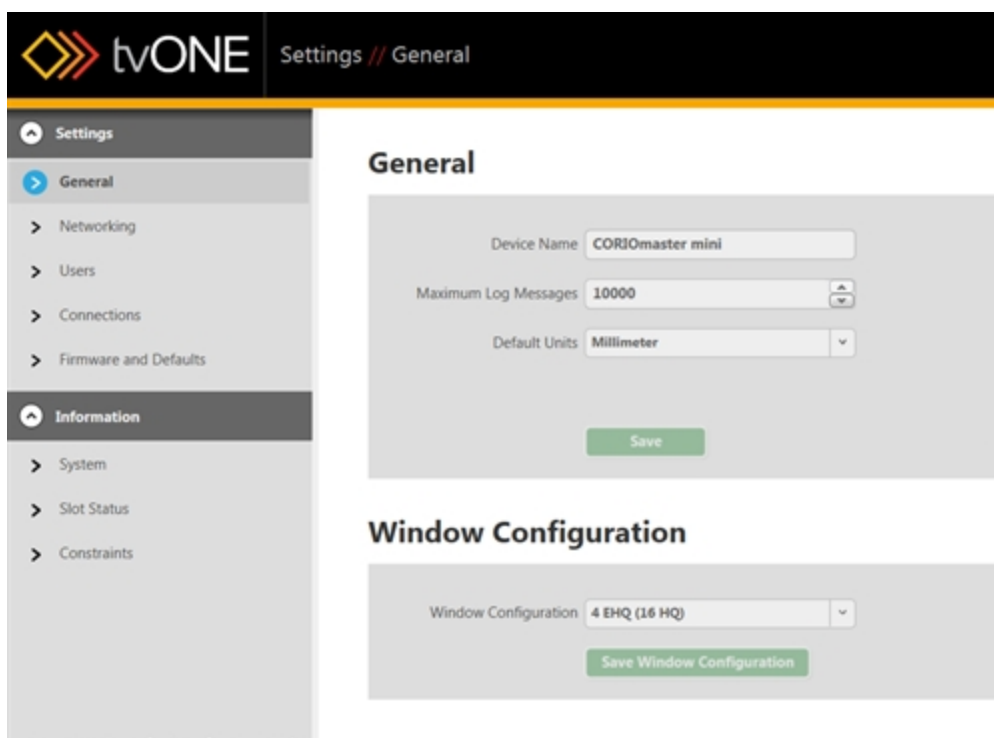 tvONE
Settings // General
Settings
General
Networking
Users
Connections
Firmware and Defaults
Information
System
Slot Status
Constraints
General
Device Name CORIOmaster mini
Maximum Log Messages 10000
Default Units Millimeter
Save
Window Configuration
Window Configuration 4 EHQ (16 HQ)
Save Window Configuration